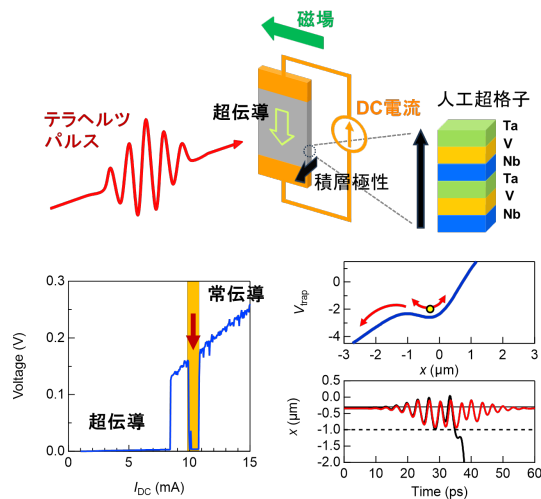 磁場
テラヘルツ
パルス
超伝導
DC電流
積層極性
人工超格子
Ta
V
Nb
Ta
V
Nb
0.3
0.2
0.1
0.0
Voltage (V)
常伝導
超伝導
0
5
10
15
I_DC (mA)
2
0
-2
-4
V_trap
-3
-2
-1
0
1
2
3
x (μm)
0.5
0.0
-0.5
-1.0
-1.5
-2.0
x (μm)
0
10
20
30
40
50
60
Time (ps)